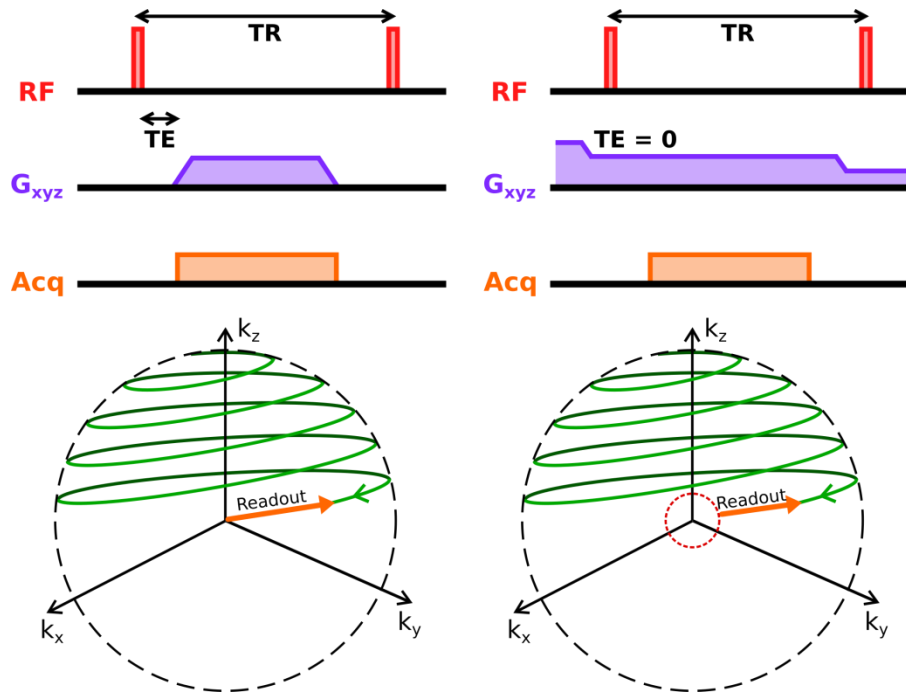 TR
RF
TE
Gxyz
Acq
kz
Readout
kx
ky
TR
RF
TE = 0
Gxyz
Acq
kz
Readout
kx
ky